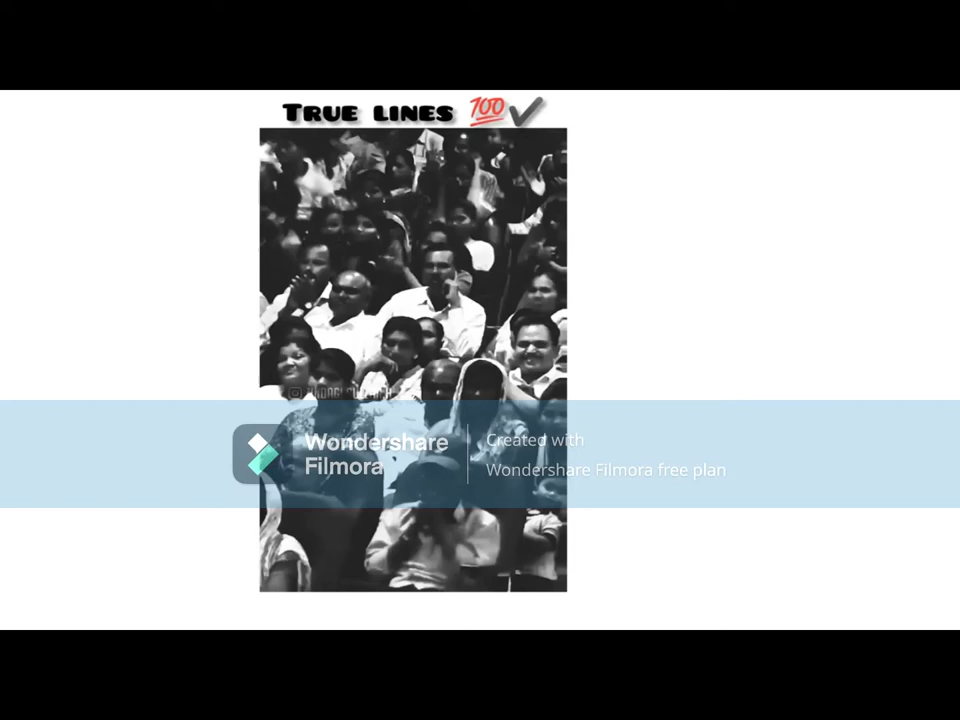 TRUE LINES 💯✔
Wondershare
Filmora
Created with
Wondershare Filmora free plan